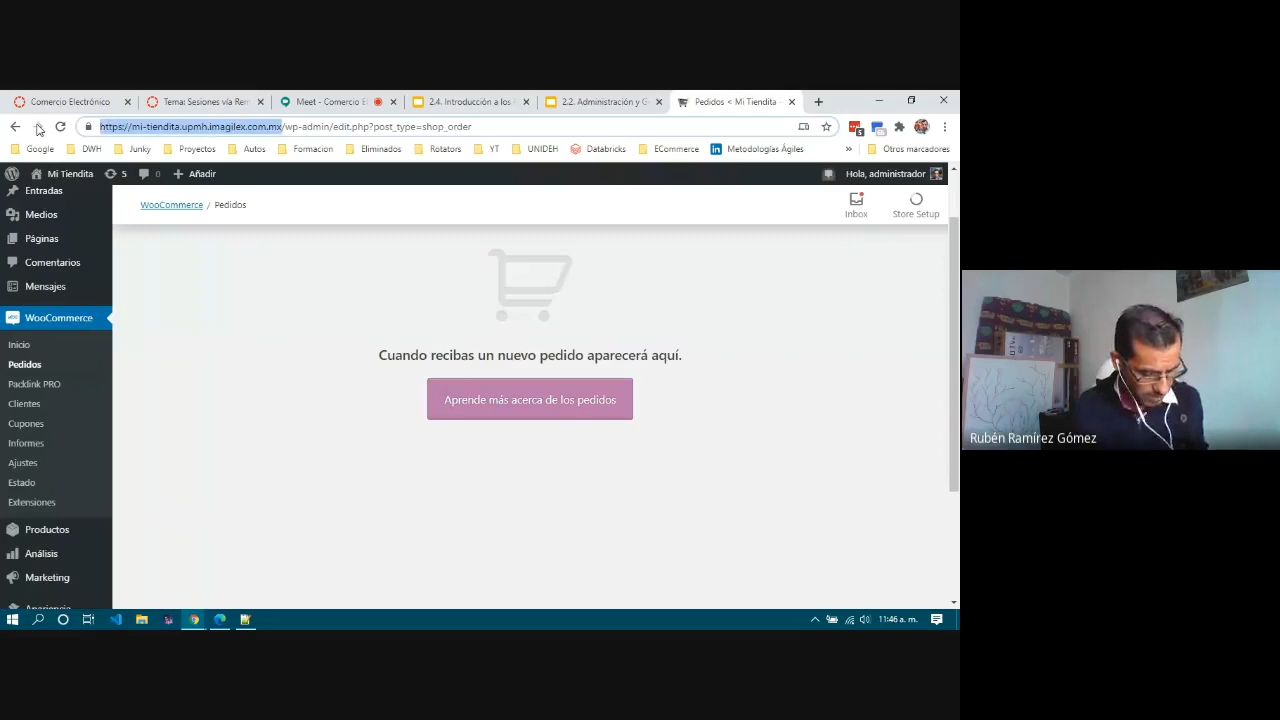 Comercio Electrónico
Tema: Sesiones vía Rem
Meet - Comercio E
2.4. Introducción a los
2.2. Administración y G
Pedidos < Mi Tiendita
https://mi-tiendita.upmh.imagilex.com.mx/wp-admin/edit.php?post_type=shop_order
5
Google
DWH
Junky
Proyectos
Autos
Formacion
Eliminados
Rotators
YT
UNIDEH
Databricks
ECommerce
Metodologías Ágiles
»
Otros marcadores
Mi Tiendita
5
0
Añadir
Hola, administrador
WooCommerce / Pedidos
Inbox
Store Setup
Entradas
Medios
Páginas
Comentarios
Mensajes
WooCommerce
Inicio
Pedidos
Packlink PRO
Clientes
Cupones
Informes
Ajustes
Estado
Extensiones
Productos
Análisis
Marketing
Apariencia
Cuando recibas un nuevo pedido aparecerá aquí.
Aprende más acerca de los pedidos
Rubén Ramírez Gómez
11:46 a. m.